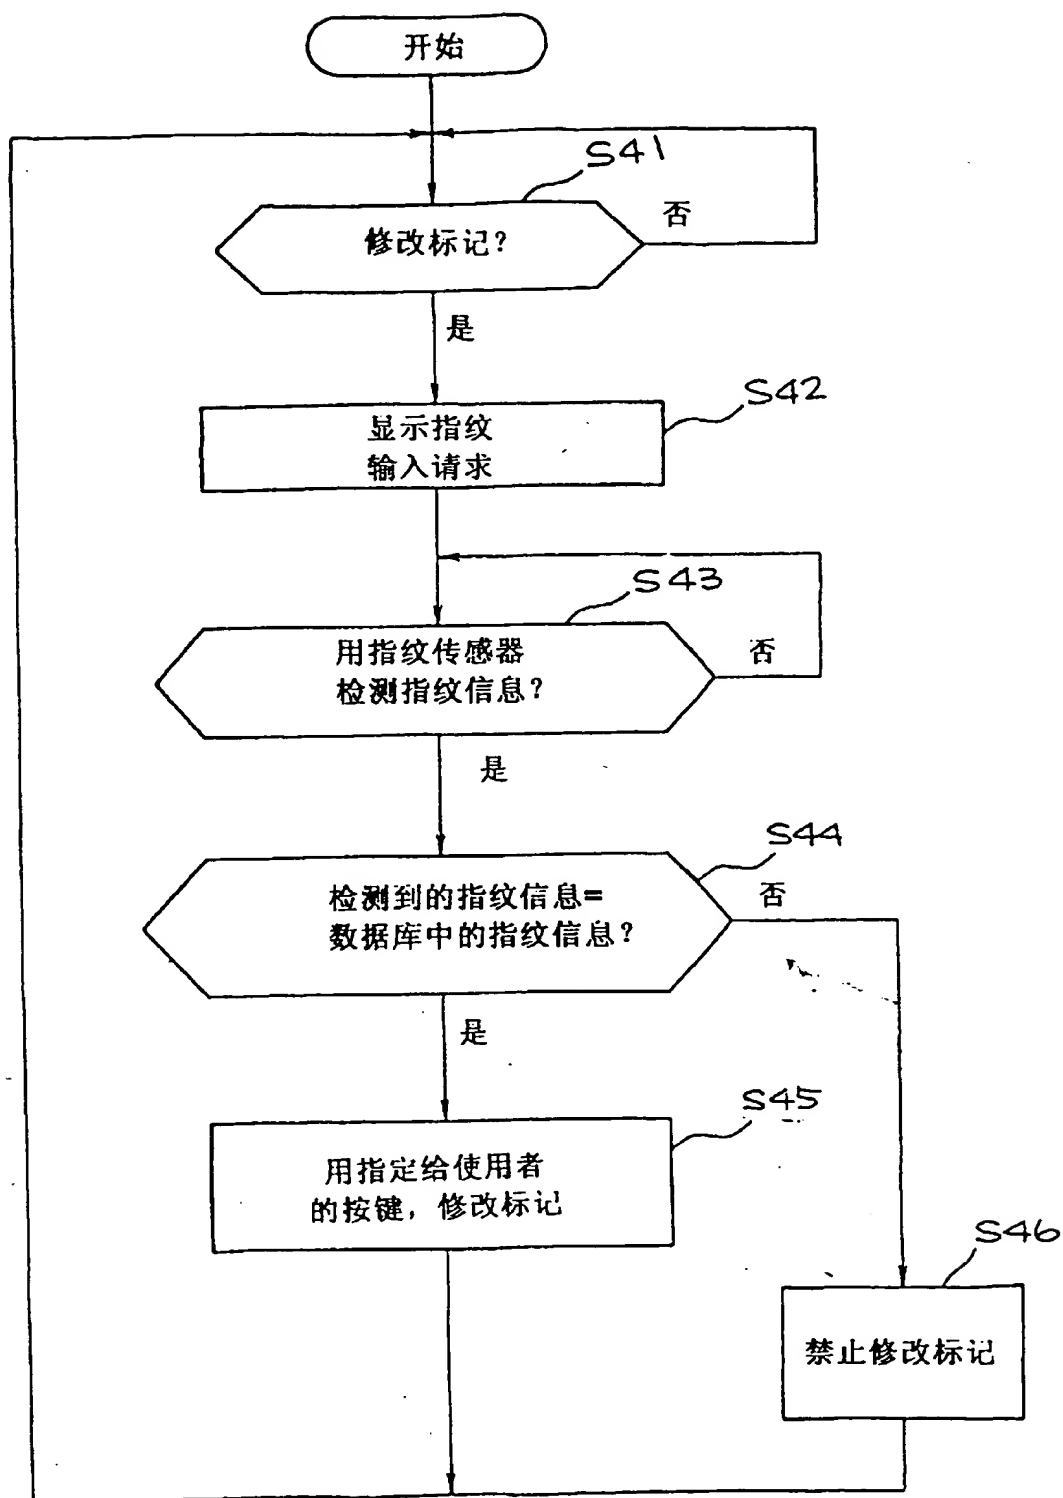 开始
S41
修改标记?
否
是
S42
显示指纹
输入请求
S43
用指纹传感器
检测指纹信息?
否
是
S44
检测到的指纹信息=
数据库中的指纹信息?
否
是
S45
用指定给使用者
的按键，修改标记
S46
禁止修改标记